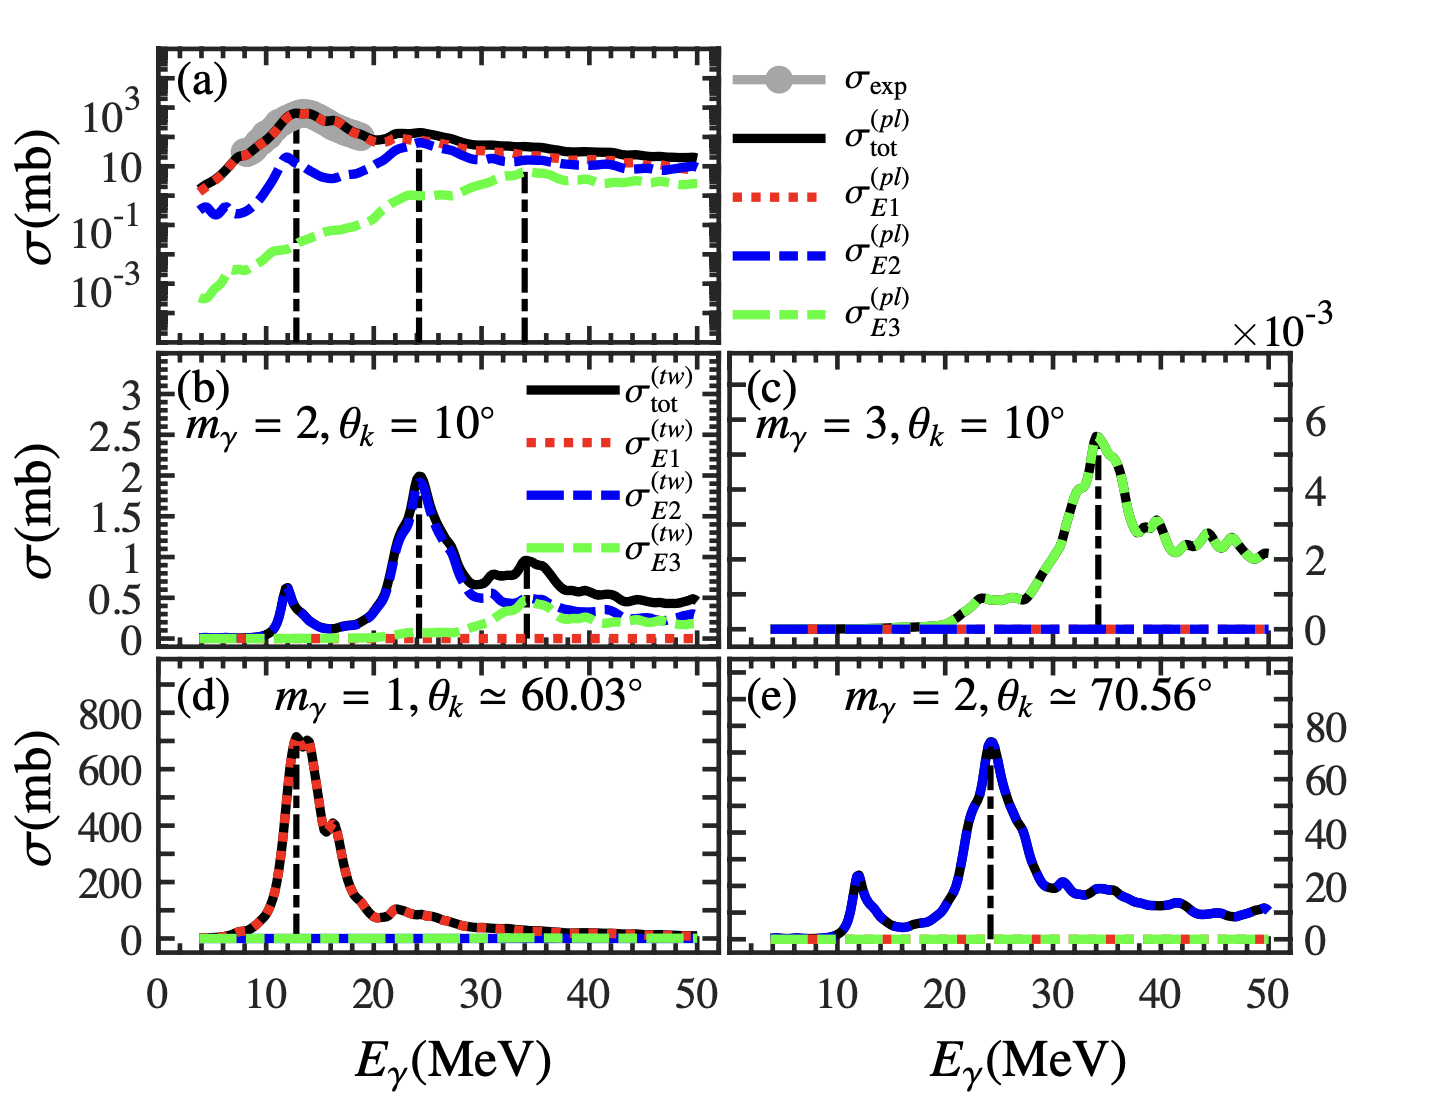 (a)
σ(mb)
10^3
10
10^-1
10^-3
σ_exp
σ_tot^(pl)
σ_E1^(pl)
σ_E2^(pl)
σ_E3^(pl)
×10^-3
(b)
m_γ = 2, θ_k = 10°
σ_tot^(tw)
σ_E1^(tw)
σ_E2^(tw)
σ_E3^(tw)
σ(mb)
3
2.5
2
1.5
1
0.5
0
(c)
m_γ = 3, θ_k = 10°
6
4
2
0
(d)
m_γ = 1, θ_k ≃ 60.03°
σ(mb)
800
600
400
200
0
(e)
m_γ = 2, θ_k ≃ 70.56°
80
60
40
20
0
0 10 20 30 40 50
10 20 30 40 50
E_γ(MeV)
E_γ(MeV)